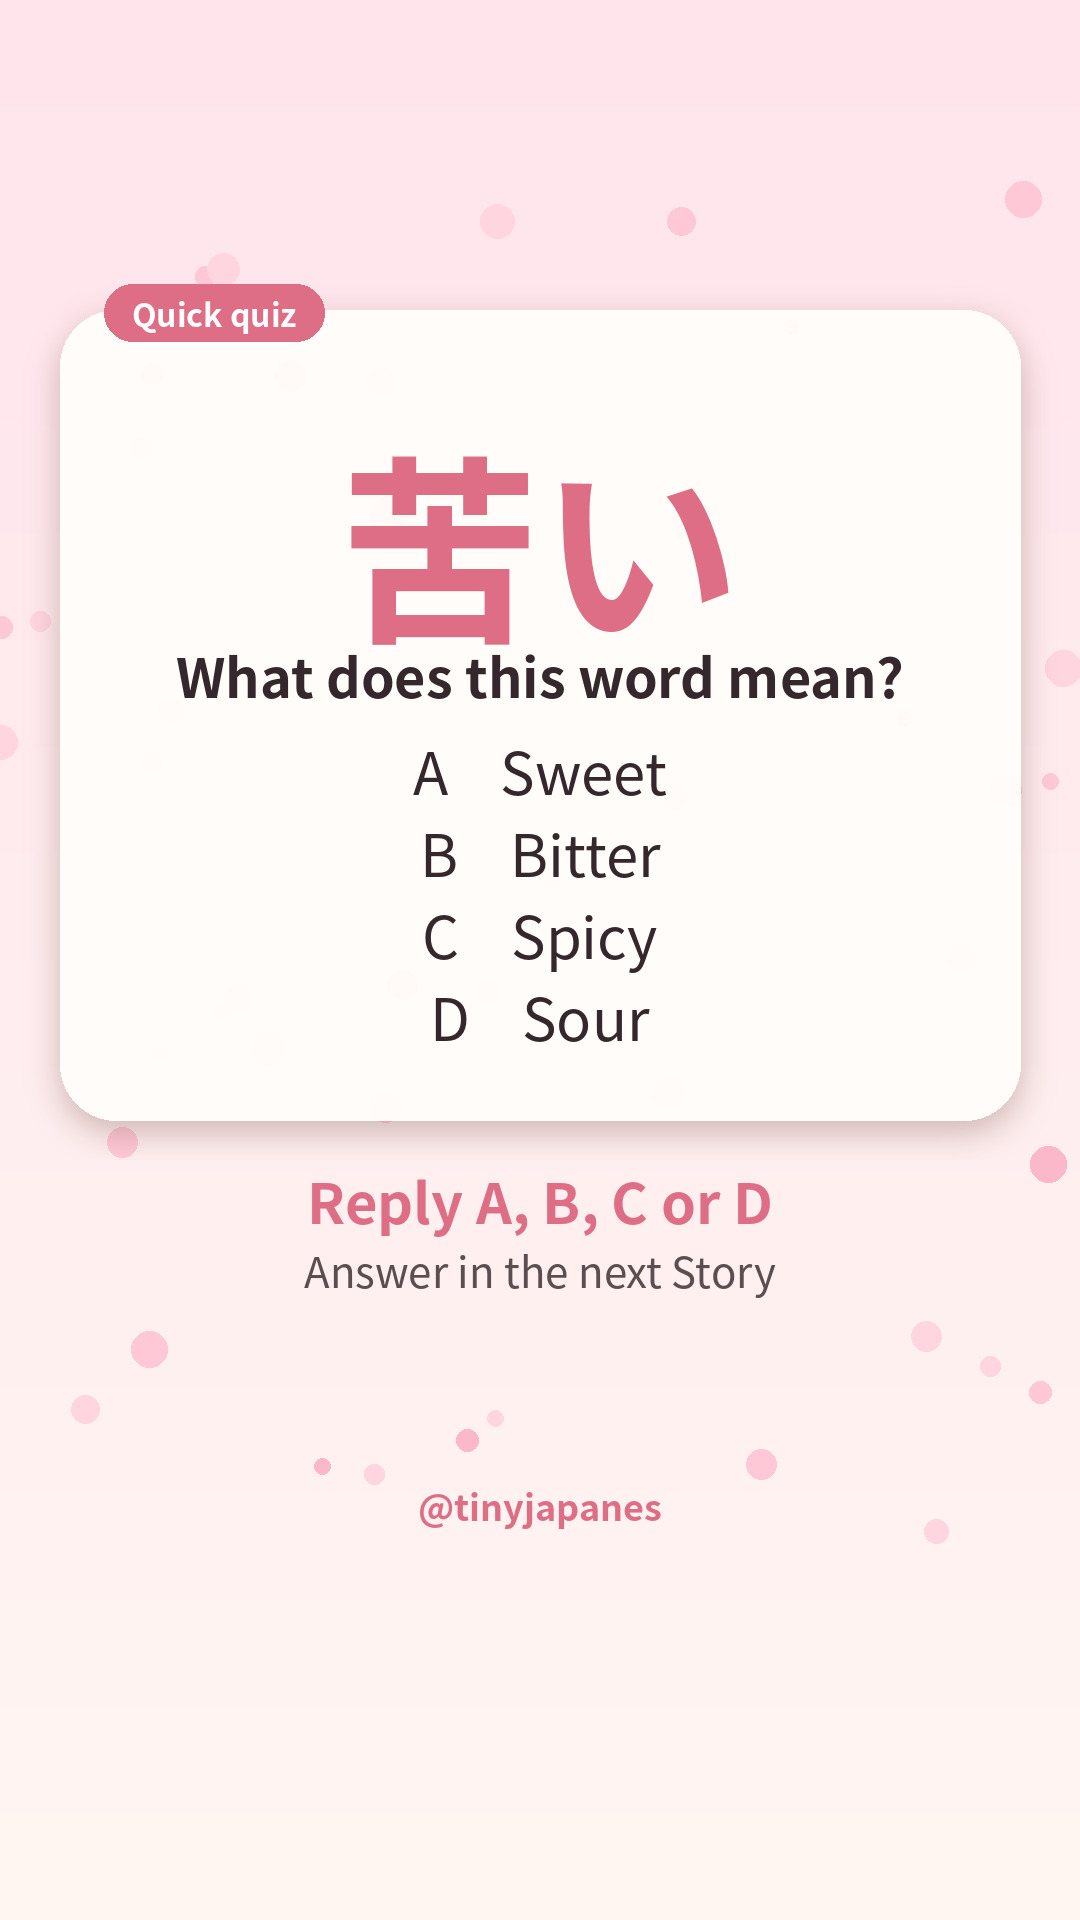 Quick quiz
苦い
What does this word mean?
A Sweet
B Bitter
C Spicy
D Sour
Reply A, B, C or D
Answer in the next Story
@tinyjapanes